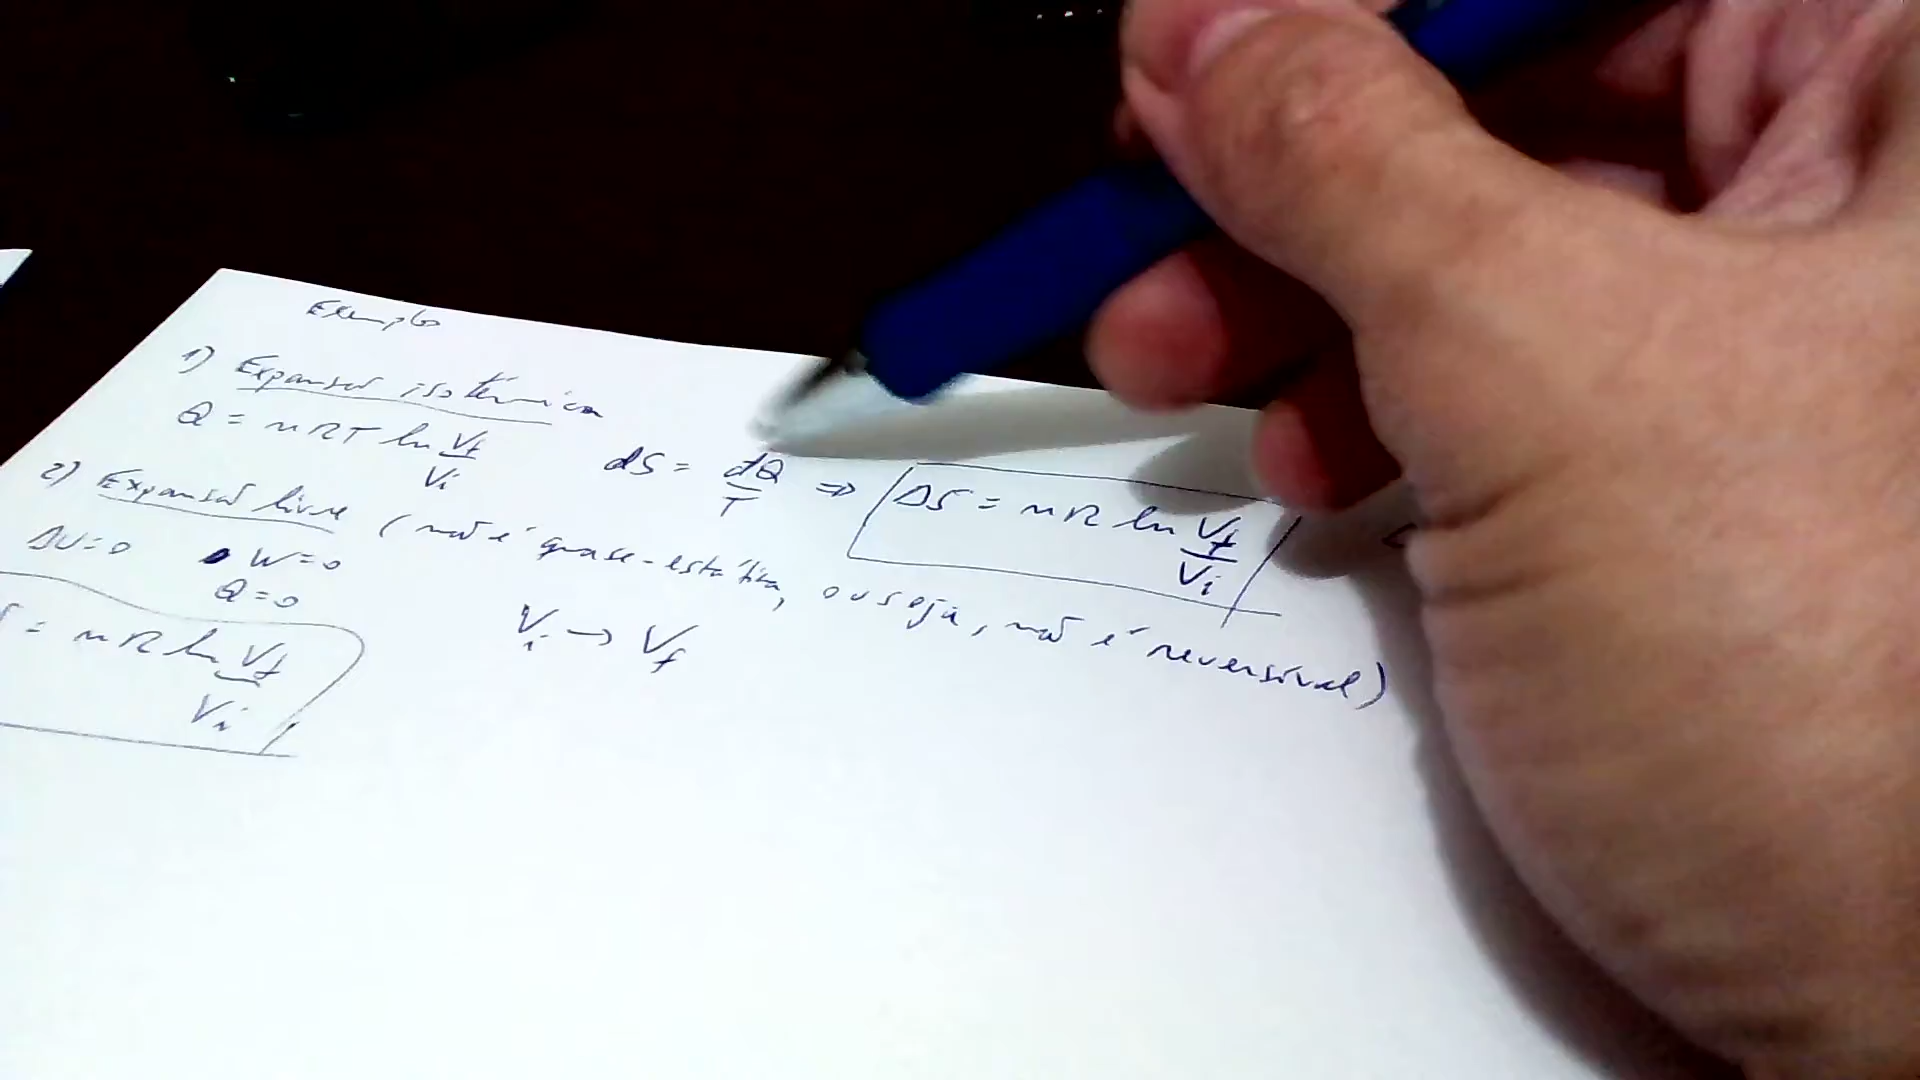 Exemplos
1) Expansão isotérmica
Q = nRT ln Vf/Vi
dS = dQ/T => ΔS = nR ln Vf/Vi
2) Expansão livre (não é quase-estática, ou seja, não é reversível)
ΔU=0 W=0
Q=0
Vi → Vf
= nR ln Vf/Vi